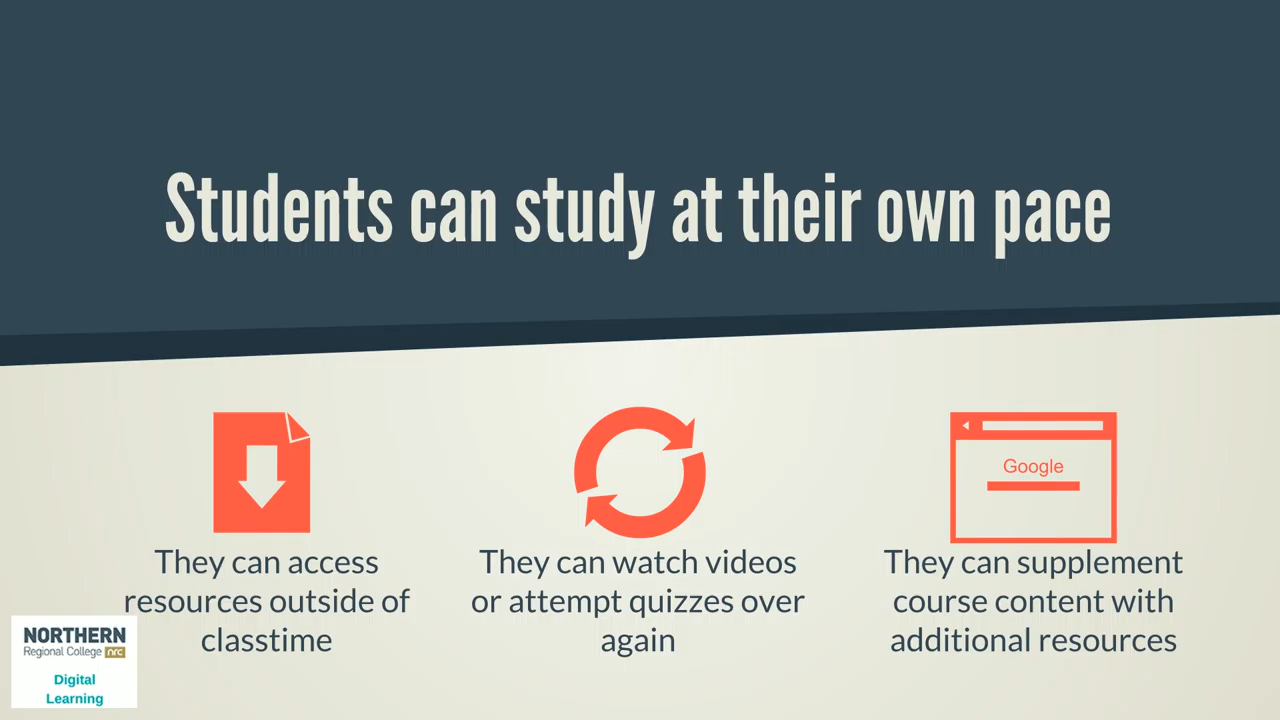 Students can study at their own pace
Google
They can access
resources outside of
classtime
They can watch videos
or attempt quizzes over
again
They can supplement
course content with
additional resources
NORTHERN
Regional College nrc
Digital
Learning